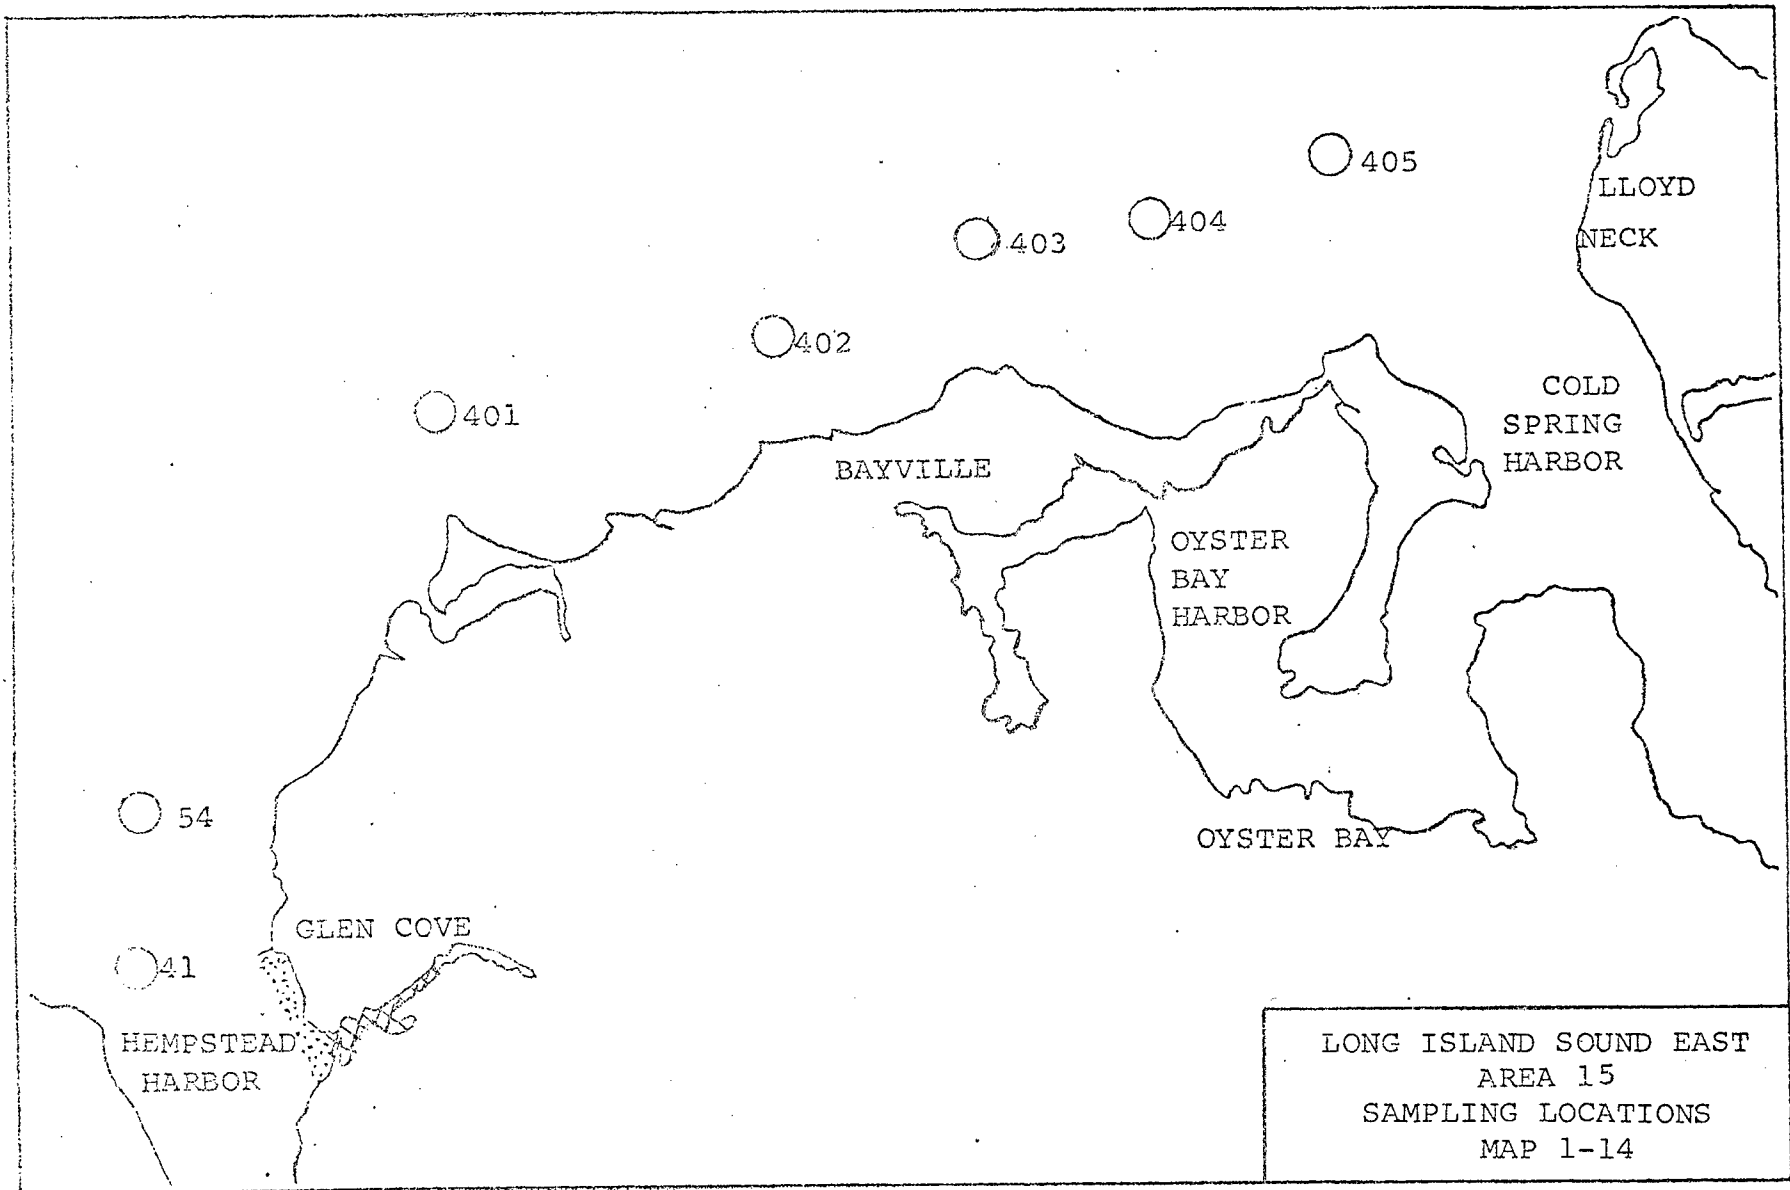 405
LLOYD
NECK
404
403
402
401
COLD
SPRING
HARBOR
BAYVILLE
OYSTER
BAY
HARBOR
54
OYSTER BAY
GLEN COVE
41
HEMPSTEAD
HARBOR
LONG ISLAND SOUND EAST
AREA 15
SAMPLING LOCATIONS
MAP 1-14